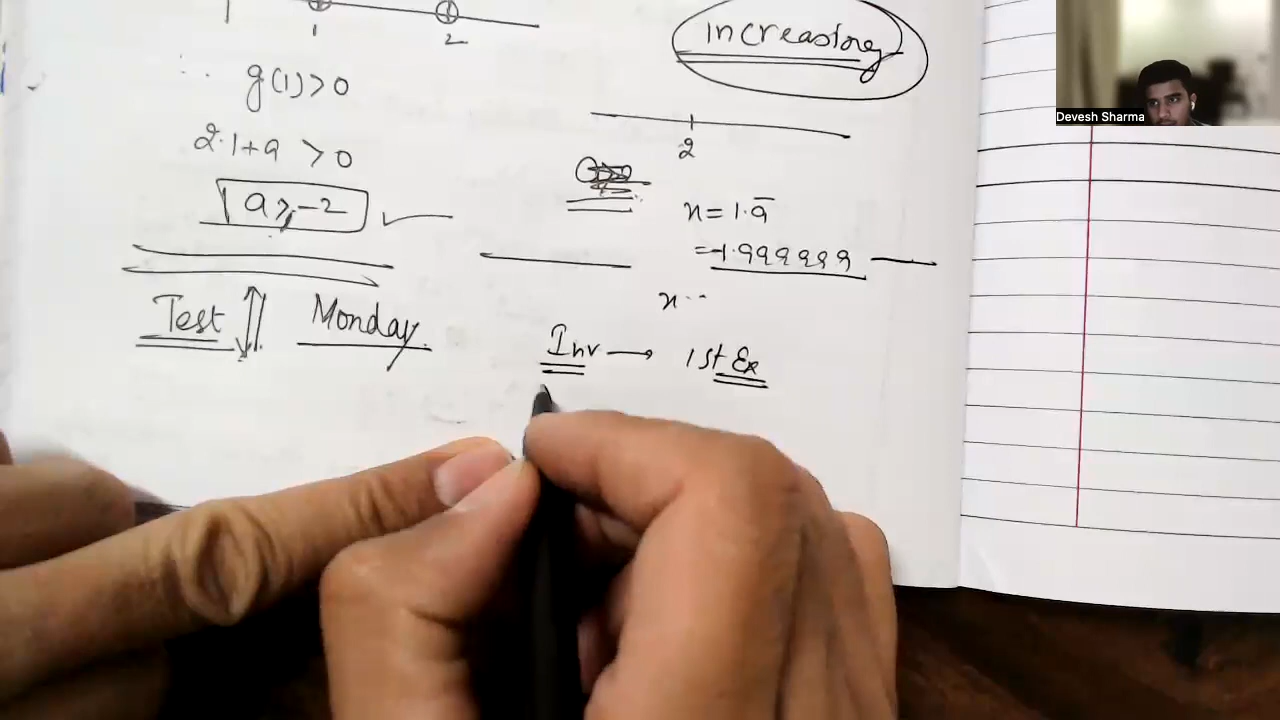 1
2
∴ g(1)>0
2·1+a >0
a ≥ -2
Test Monday.
increasing
2
x = 1.9̅
= 1.999999
x --
Inv → 1st Ex
Devesh Sharma